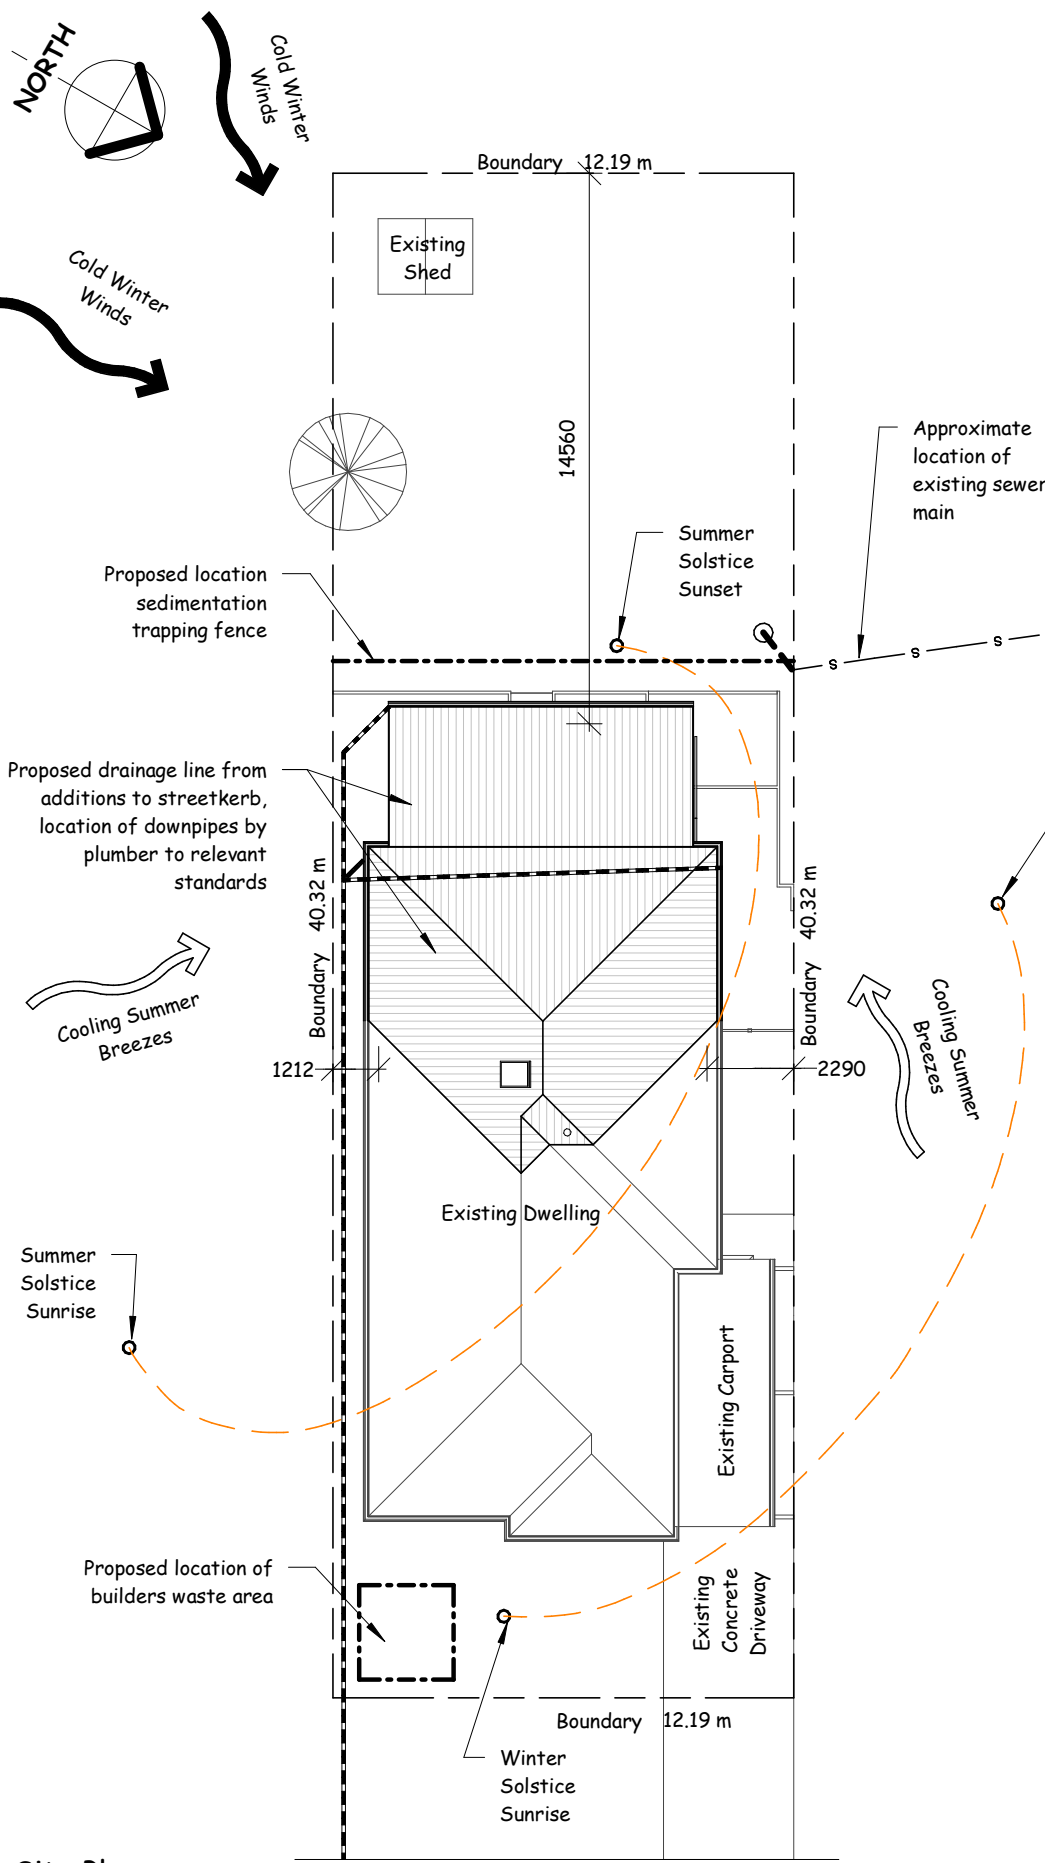 NORTH
Cold Winter
Winds
Boundary 12.19 m
Existing
Shed
Cold Winter
Winds
14560
Approximate
location of
existing sewer
main
Summer
Solstice
Sunset
Proposed location
sedimentation
trapping fence
S
S
S
Proposed drainage line from
additions to streetkerb,
location of downpipes by
plumber to relevant
standards
Boundary 40.32 m
Boundary 40.32 m
Cooling Summer
Breezes
Cooling Summer
Breezes
1212
2290
Existing Dwelling
Summer
Solstice
Sunrise
Existing Carport
Proposed location of
builders waste area
Existing
Concrete
Driveway
Boundary 12.19 m
Winter
Solstice
Sunrise